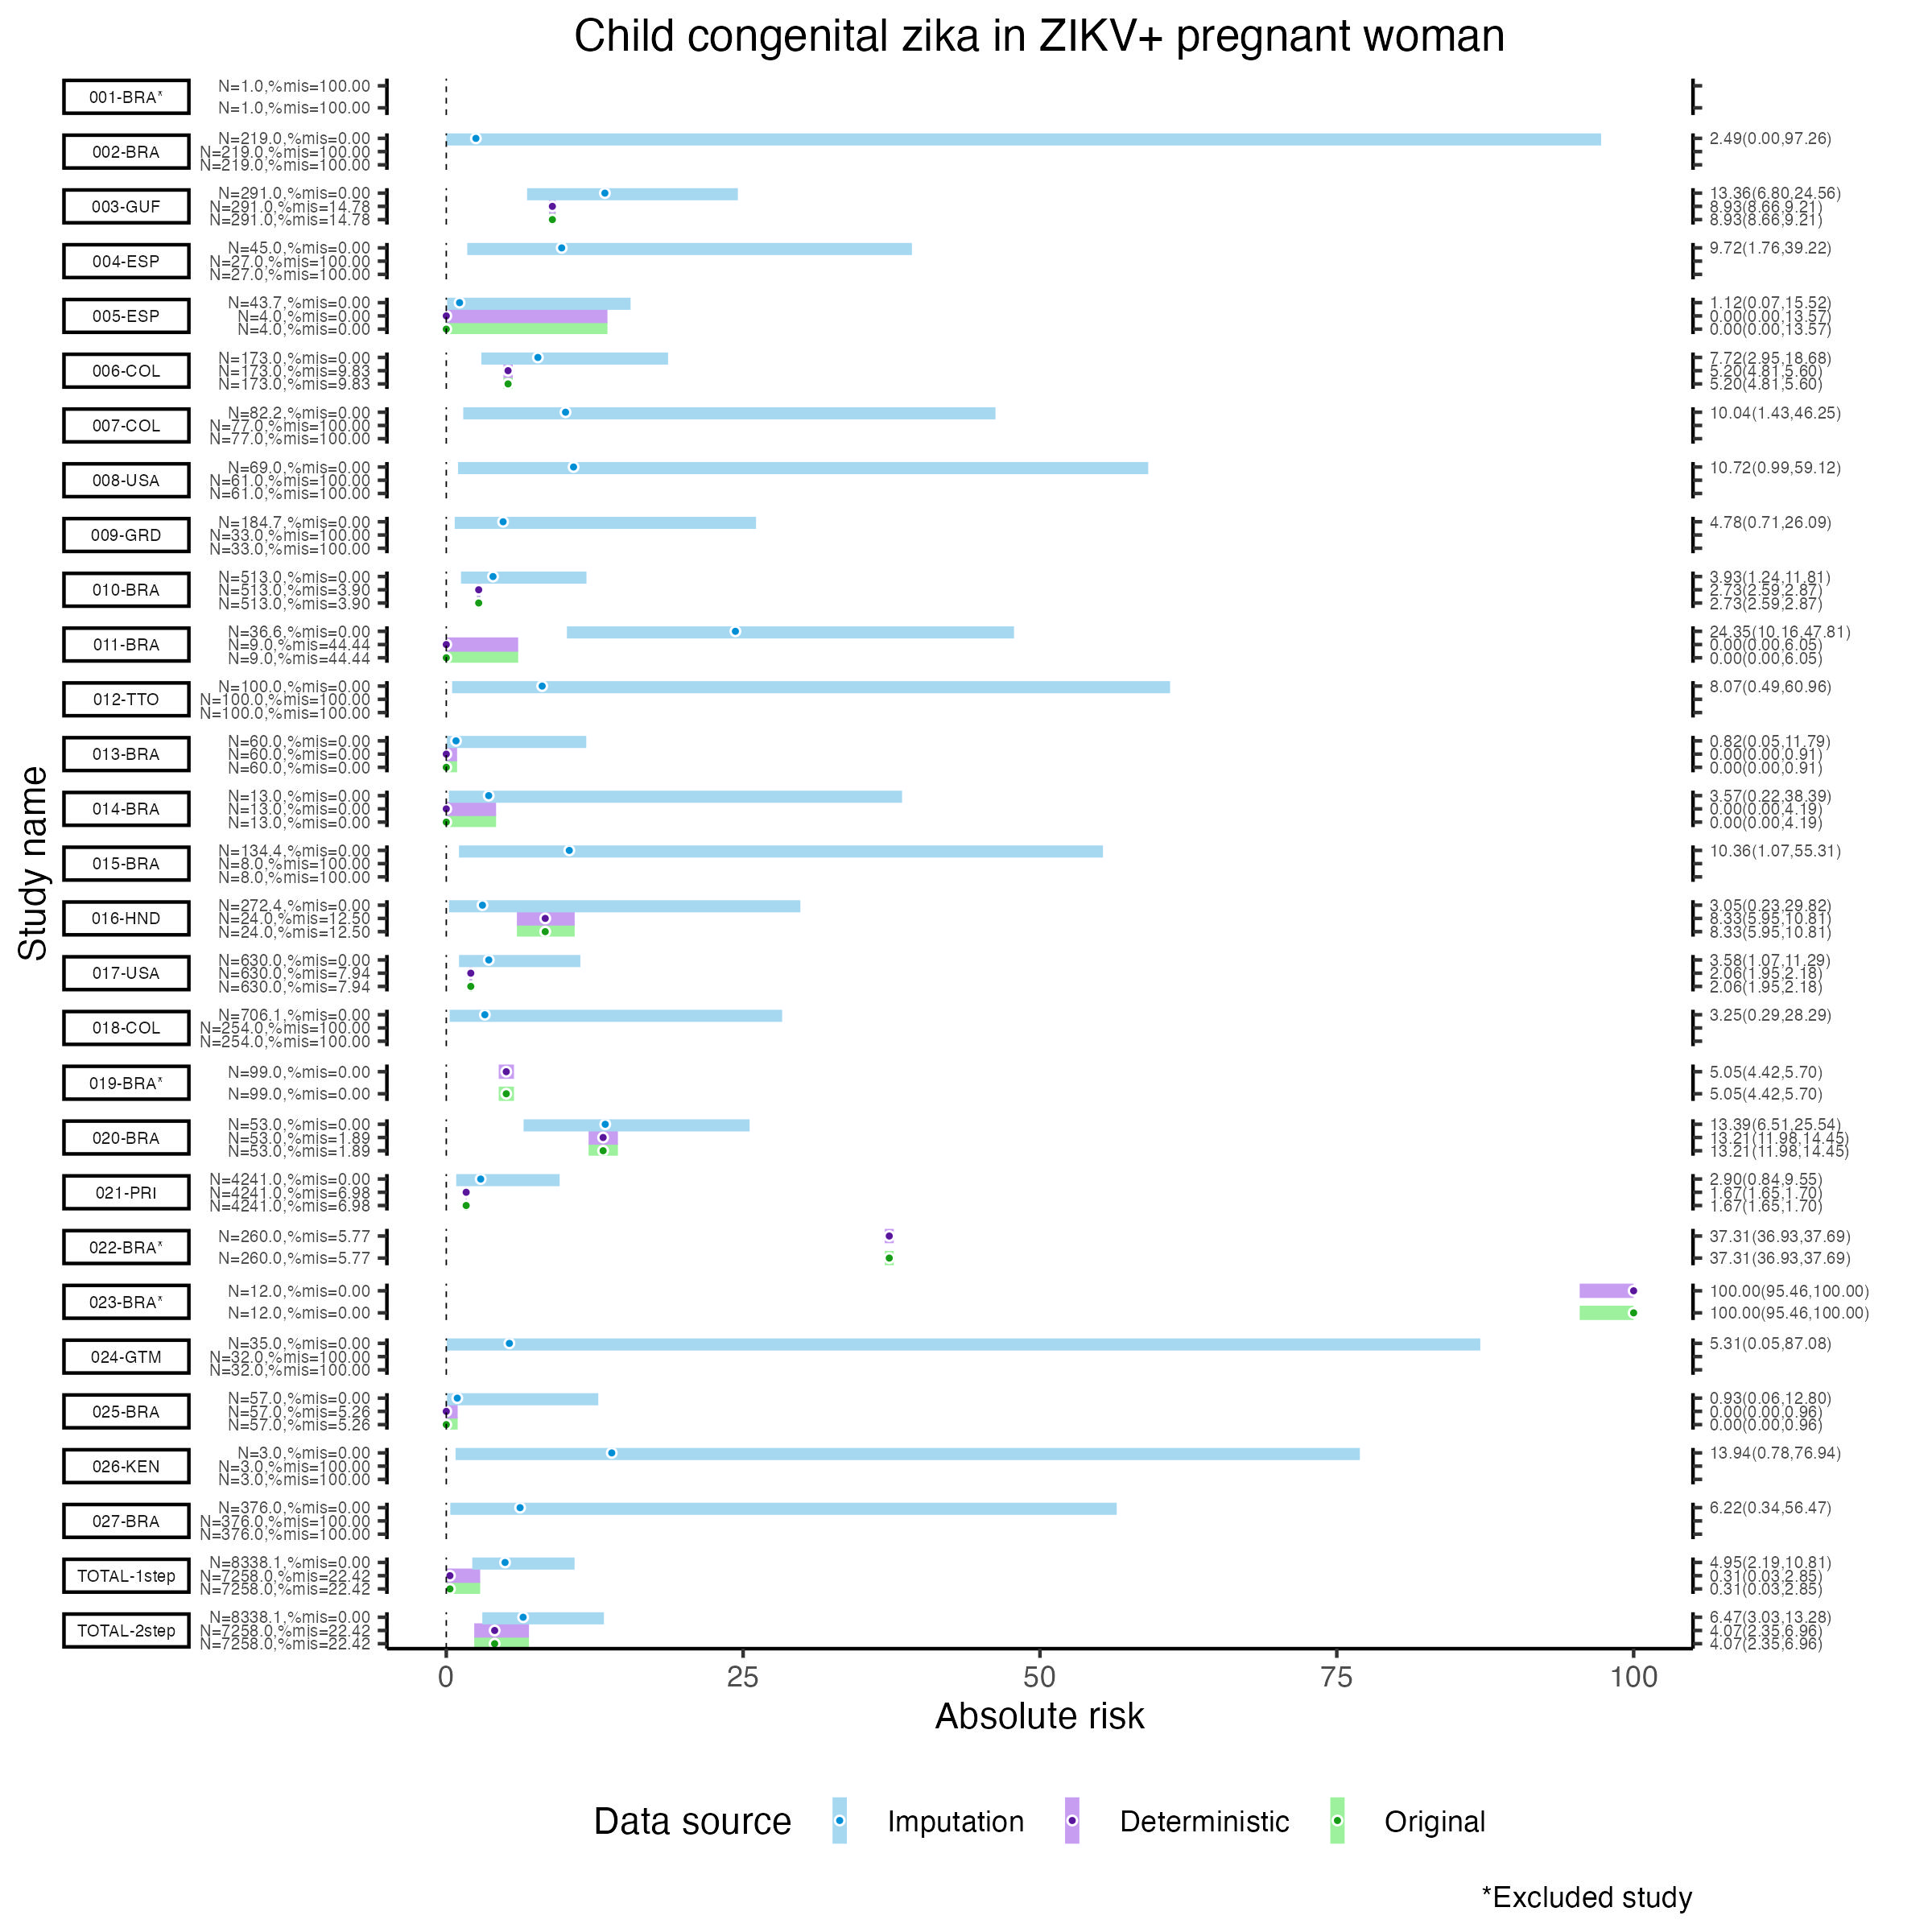 Child congenital zika in ZIKV+ pregnant woman
Study name
001-BRA*
N=1.0,%mis=100.00
N=1.0,%mis=100.00
002-BRA
N=219.0,%mis=0.00 2.49(0.00,97.26)
N=219.0,%mis=100.00
N=219.0,%mis=100.00
003-GUF
N=291.0,%mis=0.00 13.36(6.80,24.56)
N=291.0,%mis=14.78 8.93(8.66,9.21)
N=291.0,%mis=14.78 8.93(8.66,9.21)
004-ESP
N=45.0,%mis=0.00 9.72(1.76,39.22)
N=27.0,%mis=100.00
N=27.0,%mis=100.00
005-ESP
N=43.7,%mis=0.00 1.12(0.07,15.52)
N=4.0,%mis=0.00 0.00(0.00,13.57)
N=4.0,%mis=0.00 0.00(0.00,13.57)
006-COL
N=173.0,%mis=0.00 7.72(2.95,18.68)
N=173.0,%mis=9.83 5.20(4.81,5.60)
N=173.0,%mis=9.83 5.20(4.81,5.60)
007-COL
N=82.2,%mis=0.00 10.04(1.43,46.25)
N=77.0,%mis=100.00
N=77.0,%mis=100.00
008-USA
N=69.0,%mis=0.00 10.72(0.99,59.12)
N=61.0,%mis=100.00
N=61.0,%mis=100.00
009-GRD
N=184.7,%mis=0.00 4.78(0.71,26.09)
N=33.0,%mis=100.00
N=33.0,%mis=100.00
010-BRA
N=513.0,%mis=0.00 3.93(1.24,11.81)
N=513.0,%mis=3.90 2.73(2.59,2.87)
N=513.0,%mis=3.90 2.73(2.59,2.87)
011-BRA
N=36.6,%mis=0.00 24.35(10.16,47.81)
N=9.0,%mis=44.44 0.00(0.00,6.05)
N=9.0,%mis=44.44 0.00(0.00,6.05)
012-TTO
N=100.0,%mis=0.00 8.07(0.49,60.96)
N=100.0,%mis=100.00
N=100.0,%mis=100.00
013-BRA
N=60.0,%mis=0.00 0.82(0.05,11.79)
N=60.0,%mis=0.00 0.00(0.00,0.91)
N=60.0,%mis=0.00 0.00(0.00,0.91)
014-BRA
N=13.0,%mis=0.00 3.57(0.22,38.39)
N=13.0,%mis=0.00 0.00(0.00,4.19)
N=13.0,%mis=0.00 0.00(0.00,4.19)
015-BRA
N=134.4,%mis=0.00 10.36(1.07,55.31)
N=8.0,%mis=100.00
N=8.0,%mis=100.00
016-HND
N=272.4,%mis=0.00 3.05(0.23,29.82)
N=24.0,%mis=12.50 8.33(5.95,10.81)
N=24.0,%mis=12.50 8.33(5.95,10.81)
017-USA
N=630.0,%mis=0.00 3.58(1.07,11.29)
N=630.0,%mis=7.94 2.06(1.95,2.18)
N=630.0,%mis=7.94 2.06(1.95,2.18)
018-COL
N=706.1,%mis=0.00 3.25(0.29,28.29)
N=254.0,%mis=100.00
N=254.0,%mis=100.00
019-BRA*
N=99.0,%mis=0.00 5.05(4.42,5.70)
N=99.0,%mis=0.00 5.05(4.42,5.70)
020-BRA
N=53.0,%mis=0.00 13.39(6.51,25.54)
N=53.0,%mis=1.89 13.21(11.98,14.45)
N=53.0,%mis=1.89 13.21(11.98,14.45)
021-PRI
N=4241.0,%mis=0.00 2.90(0.84,9.55)
N=4241.0,%mis=6.98 1.67(1.65,1.70)
N=4241.0,%mis=6.98 1.67(1.65,1.70)
022-BRA*
N=260.0,%mis=5.77 37.31(36.93,37.69)
N=260.0,%mis=5.77 37.31(36.93,37.69)
023-BRA*
N=12.0,%mis=0.00 100.00(95.46,100.00)
N=12.0,%mis=0.00 100.00(95.46,100.00)
024-GTM
N=35.0,%mis=0.00 5.31(0.05,87.08)
N=32.0,%mis=100.00
N=32.0,%mis=100.00
025-BRA
N=57.0,%mis=0.00 0.93(0.06,12.80)
N=57.0,%mis=5.26 0.00(0.00,0.96)
N=57.0,%mis=5.26 0.00(0.00,0.96)
026-KEN
N=3.0,%mis=0.00 13.94(0.78,76.94)
N=3.0,%mis=100.00
N=3.0,%mis=100.00
027-BRA
N=376.0,%mis=0.00 6.22(0.34,56.47)
N=376.0,%mis=100.00
N=376.0,%mis=100.00
TOTAL-1step
N=8338.1,%mis=0.00 4.95(2.19,10.81)
N=7258.0,%mis=22.42 0.31(0.03,2.85)
N=7258.0,%mis=22.42 0.31(0.03,2.85)
TOTAL-2step
N=8338.1,%mis=0.00 6.47(3.03,13.28)
N=7258.0,%mis=22.42 4.07(2.35,6.96)
N=7258.0,%mis=22.42 4.07(2.35,6.96)
0 25 50 75 100
Absolute risk
Data source Imputation Deterministic Original
*Excluded study